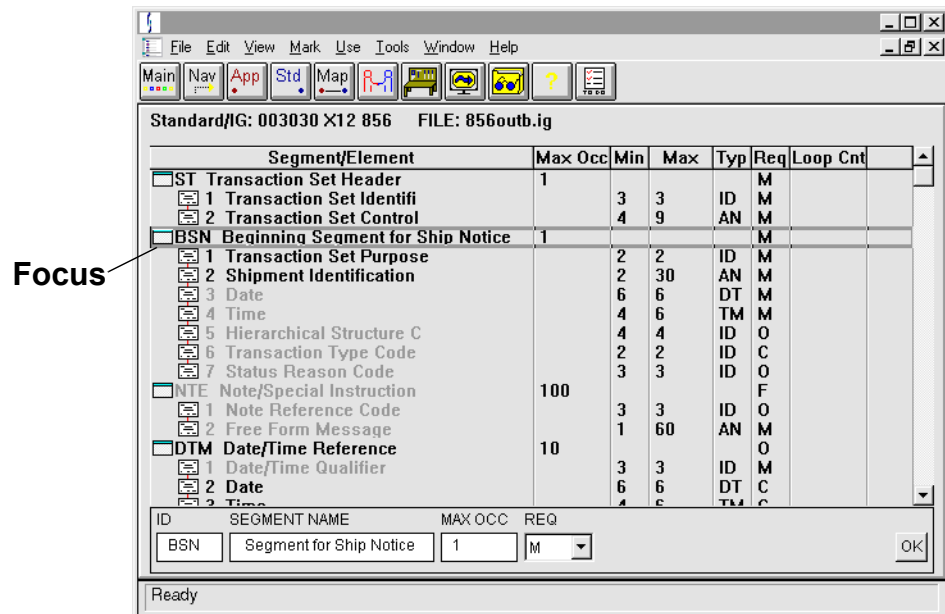 File Edit View Mark Use Tools Window Help
Main Nav App Std Map ? TO DO
Standard/IG: 003030 X12 856 FILE: 856outb.ig
Segment/Element Max Occ Min Max Typ Req Loop Cnt
ST Transaction Set Header 1 M
1 Transaction Set Identifi 3 3 ID M
2 Transaction Set Control 4 9 AN M
BSN Beginning Segment for Ship Notice 1 M
Focus
1 Transaction Set Purpose 2 2 ID M
2 Shipment Identification 2 30 AN M
3 Date 6 6 DT M
4 Time 4 6 TM M
5 Hierarchical Structure C 4 4 ID O
6 Transaction Type Code 2 2 ID C
7 Status Reason Code 3 3 ID O
NTE Note/Special Instruction 100 F
1 Note Reference Code 3 3 ID O
2 Free Form Message 1 60 AN M
DTM Date/Time Reference 10 O
1 Date/Time Qualifier 3 3 ID M
2 Date 6 6 DT C
3 Time 4 6 TM C
ID SEGMENT NAME MAX OCC REQ
BSN Segment for Ship Notice 1 M OK
Ready